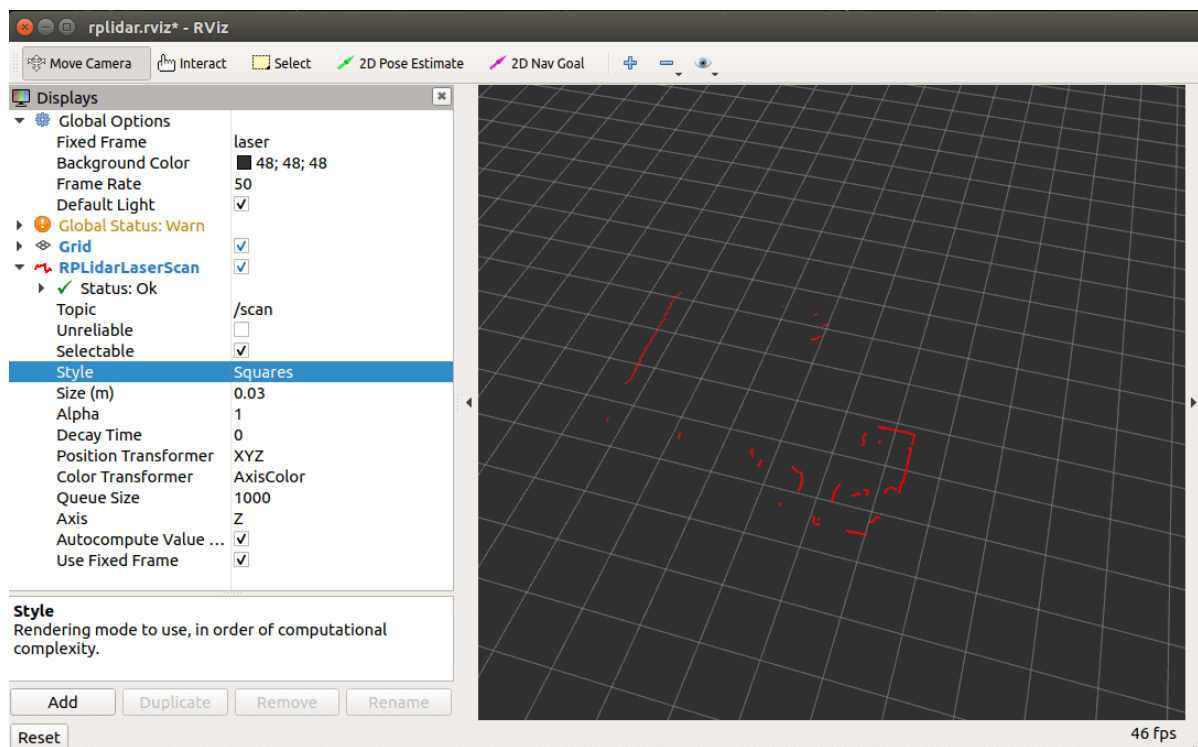 rplidar.rviz* - RViz
Move Camera Interact Select 2D Pose Estimate 2D Nav Goal
Displays
Global Options
Fixed Frame laser
Background Color 48; 48; 48
Frame Rate 50
Default Light
Global Status: Warn
Grid
RPLidarLaserScan
Status: Ok
Topic /scan
Unreliable
Selectable
Style Squares
Size (m) 0.03
Alpha 1
Decay Time 0
Position Transformer XYZ
Color Transformer AxisColor
Queue Size 1000
Axis Z
Autocompute Value ...
Use Fixed Frame
Style
Rendering mode to use, in order of computational
complexity.
Add Duplicate Remove Rename
Reset 46 fps